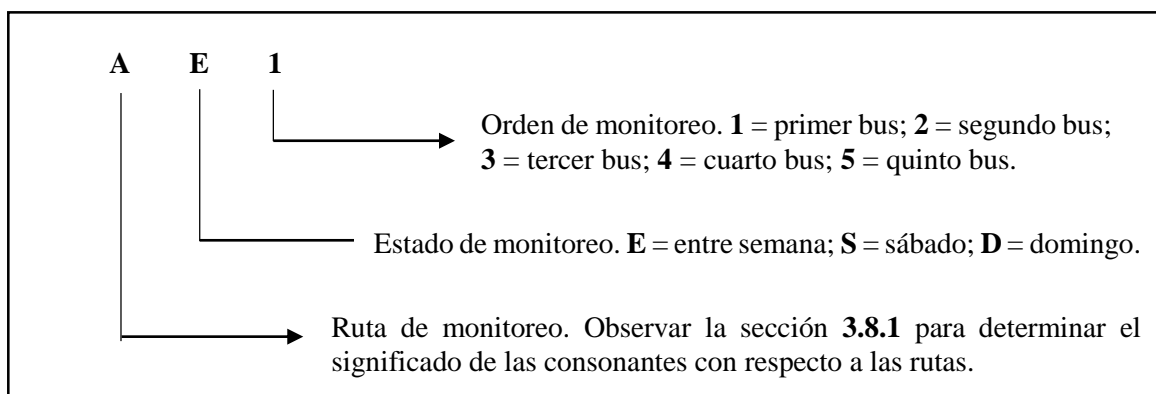 A E 1
Orden de monitoreo. 1 = primer bus; 2 = segundo bus;
3 = tercer bus; 4 = cuarto bus; 5 = quinto bus.
Estado de monitoreo. E = entre semana; S = sábado; D = domingo.
Ruta de monitoreo. Observar la sección 3.8.1 para determinar el
significado de las consonantes con respecto a las rutas.